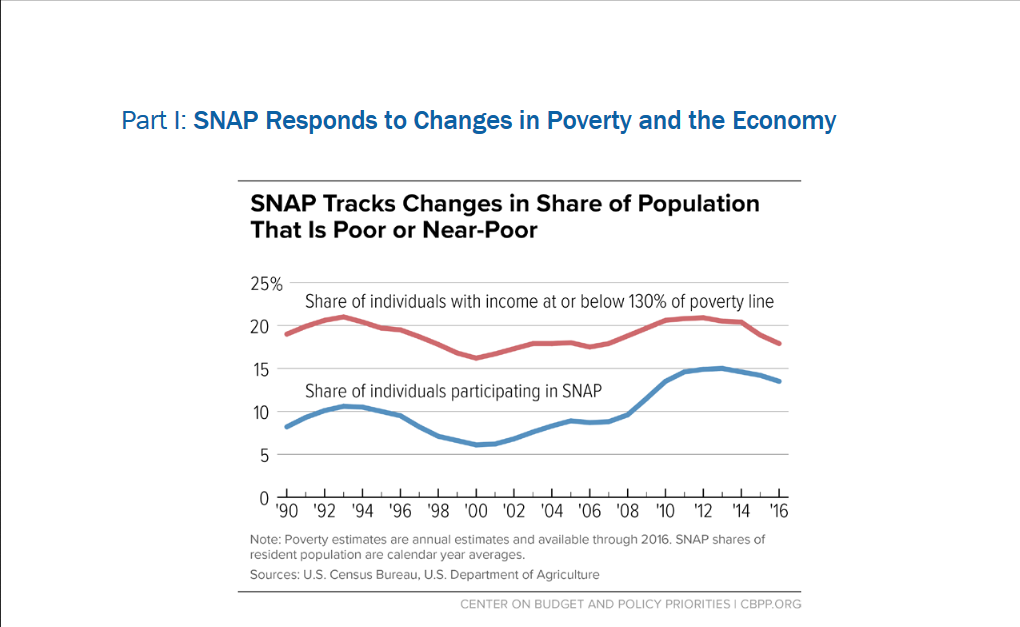 Part I: SNAP Responds to Changes in Poverty and the Economy
SNAP Tracks Changes in Share of Population
That Is Poor or Near-Poor
25%
Share of individuals with income at or below 130% of poverty line
20
15
Share of individuals participating in SNAP
10
5
0
'90 '92 '94 '96 '98 '00 '02 '04 '06 '08 '10 '12 '14 '16
Note: Poverty estimates are annual estimates and available through 2016. SNAP shares of
resident population are calendar year averages.
Sources: U.S. Census Bureau, U.S. Department of Agriculture
CENTER ON BUDGET AND POLICY PRIORITIES I CBPP.ORG